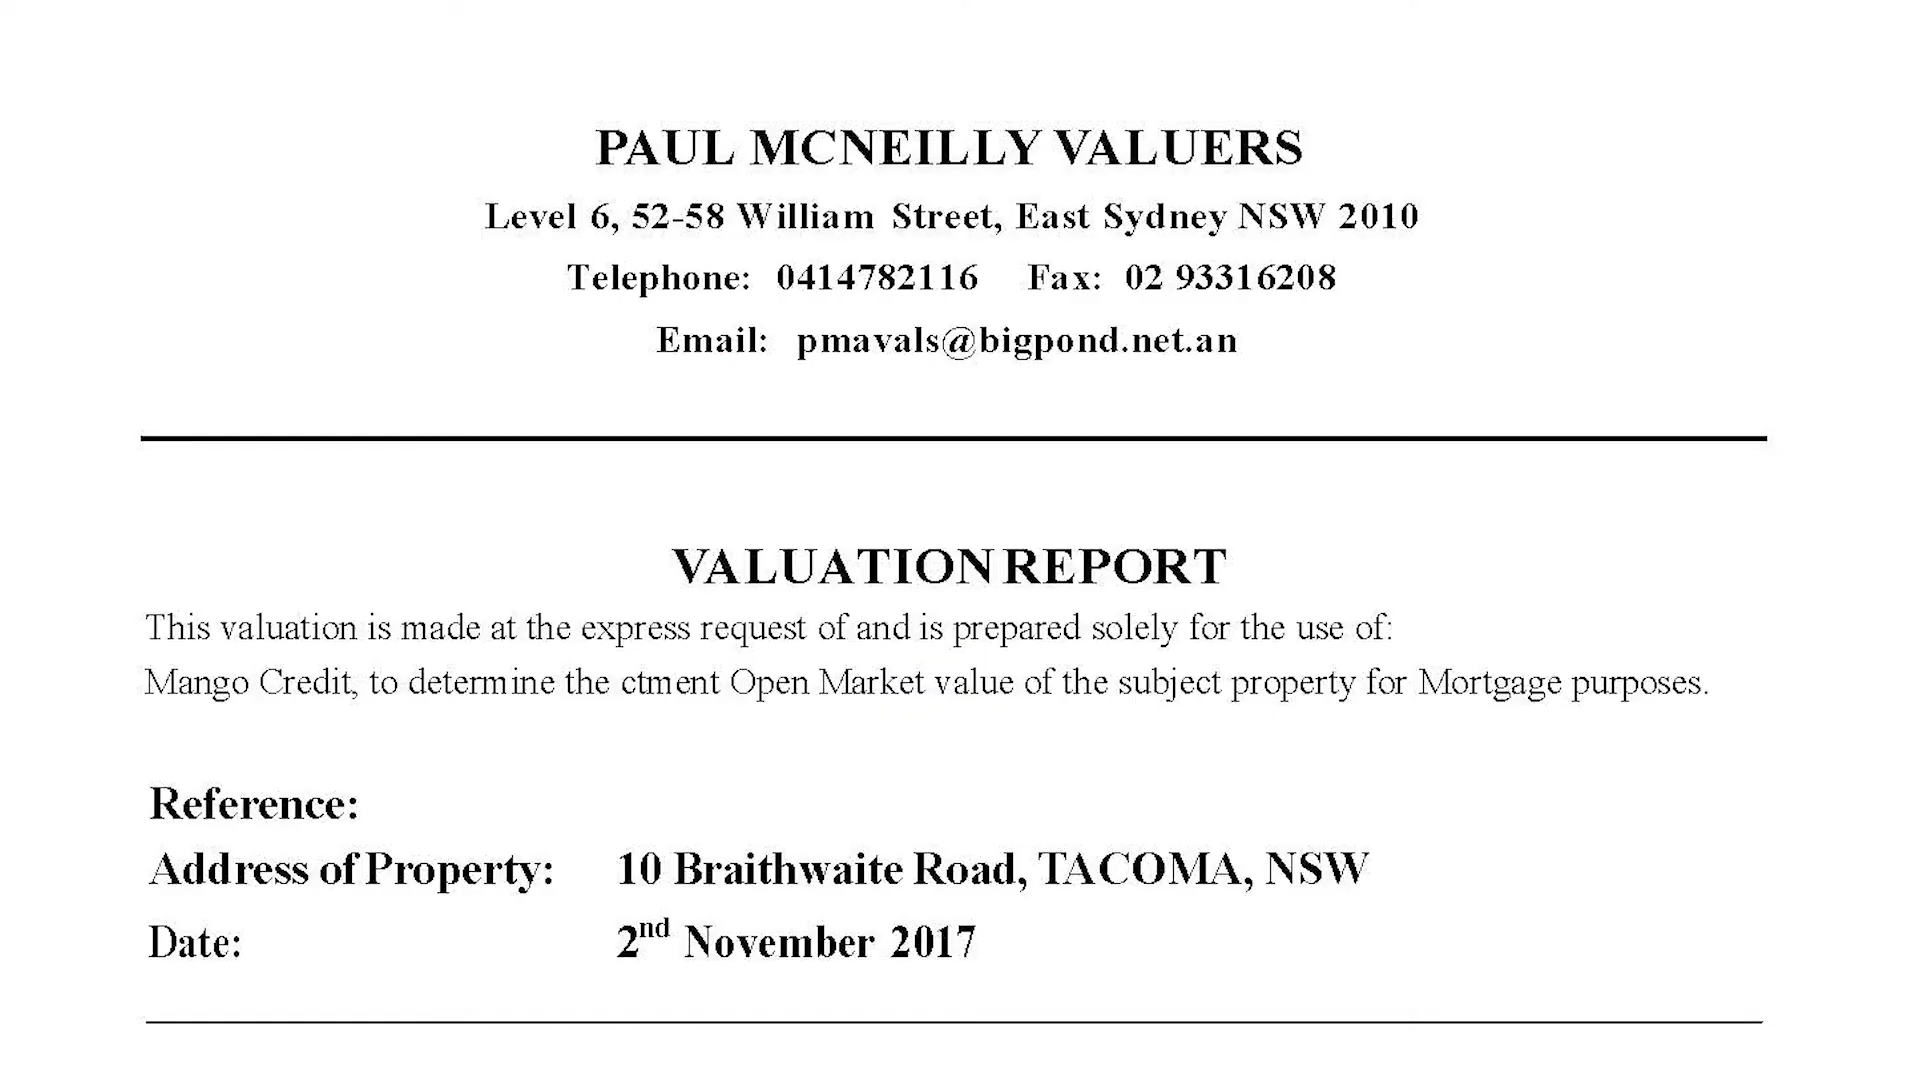 PAUL MCNEILLY VALUERS
Level 6, 52-58 William Street, East Sydney NSW 2010
Telephone: 0414782116 Fax: 02 93316208
Email: pmavals@bigpond.net.an
VALUATION REPORT
This valuation is made at the express request of and is prepared solely for the use of:
Mango Credit, to determine the ctment Open Market value of the subject property for Mortgage purposes.
Reference:
Address of Property: 10 Braithwaite Road, TACOMA, NSW
Date: 2nd November 2017